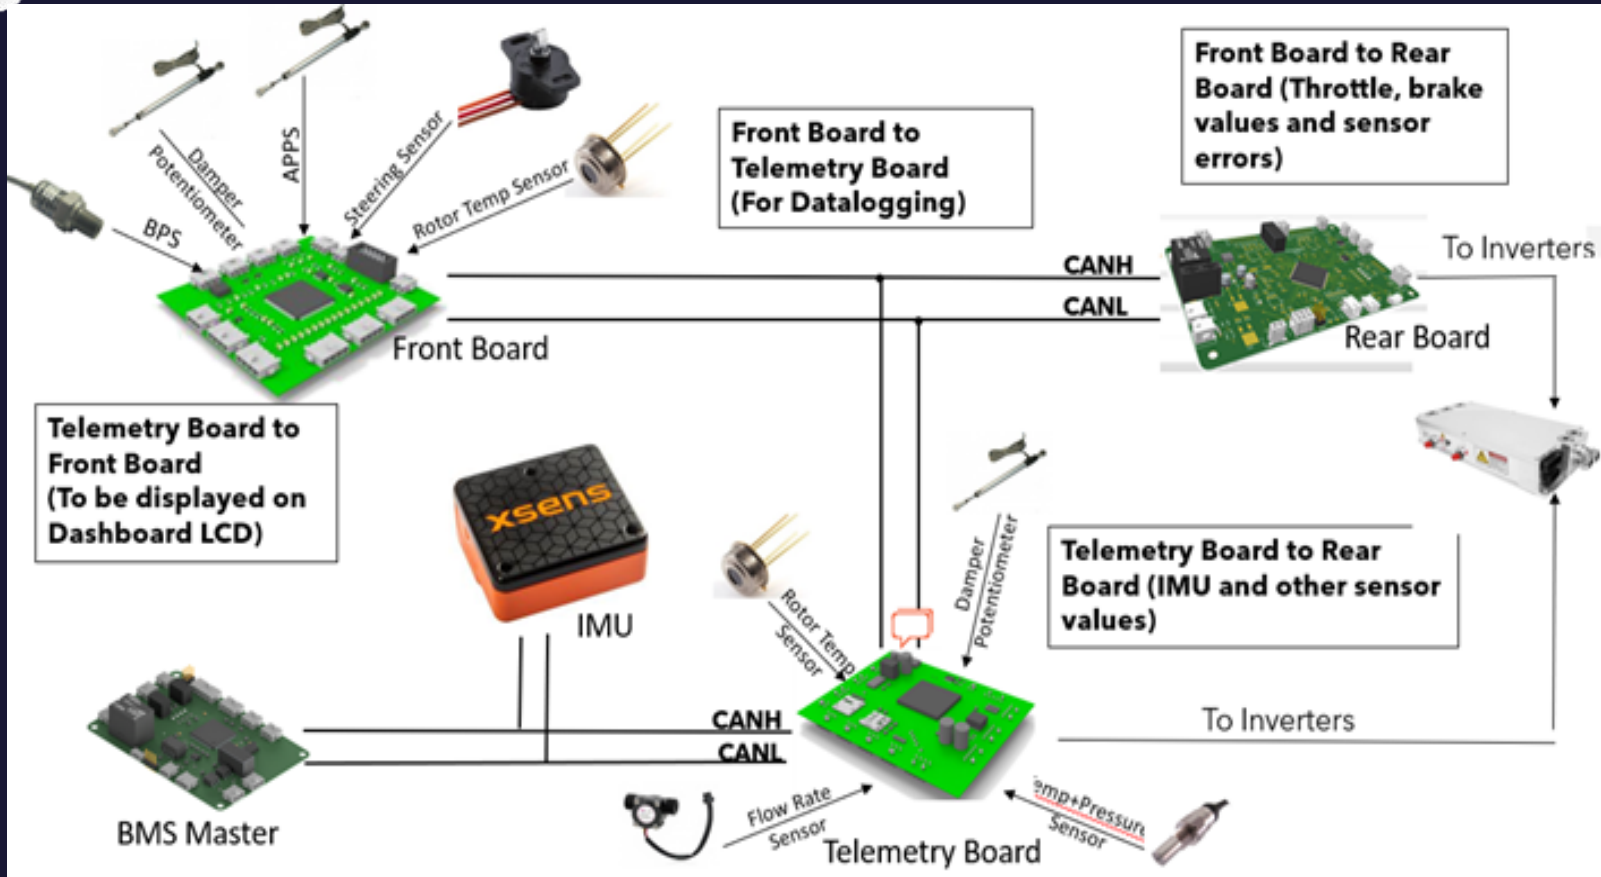 Damper
Potentiometer
APPS
Steering Sensor
Rotor Temp Sensor
BPS
Front Board to
Telemetry Board
(For Datalogging)
Front Board to Rear
Board (Throttle, brake
values and sensor
errors)
CANH
CANL
To Inverters
Front Board
Rear Board
Telemetry Board to
Front Board
(To be displayed on
Dashboard LCD)
xsens
IMU
Rotor Temp
Sensor
Damper
Potentiometer
Telemetry Board to Rear
Board (IMU and other sensor
values)
CANH
CANL
To Inverters
BMS Master
Flow Rate
Sensor
emp+Pressure
Sensor
Telemetry Board